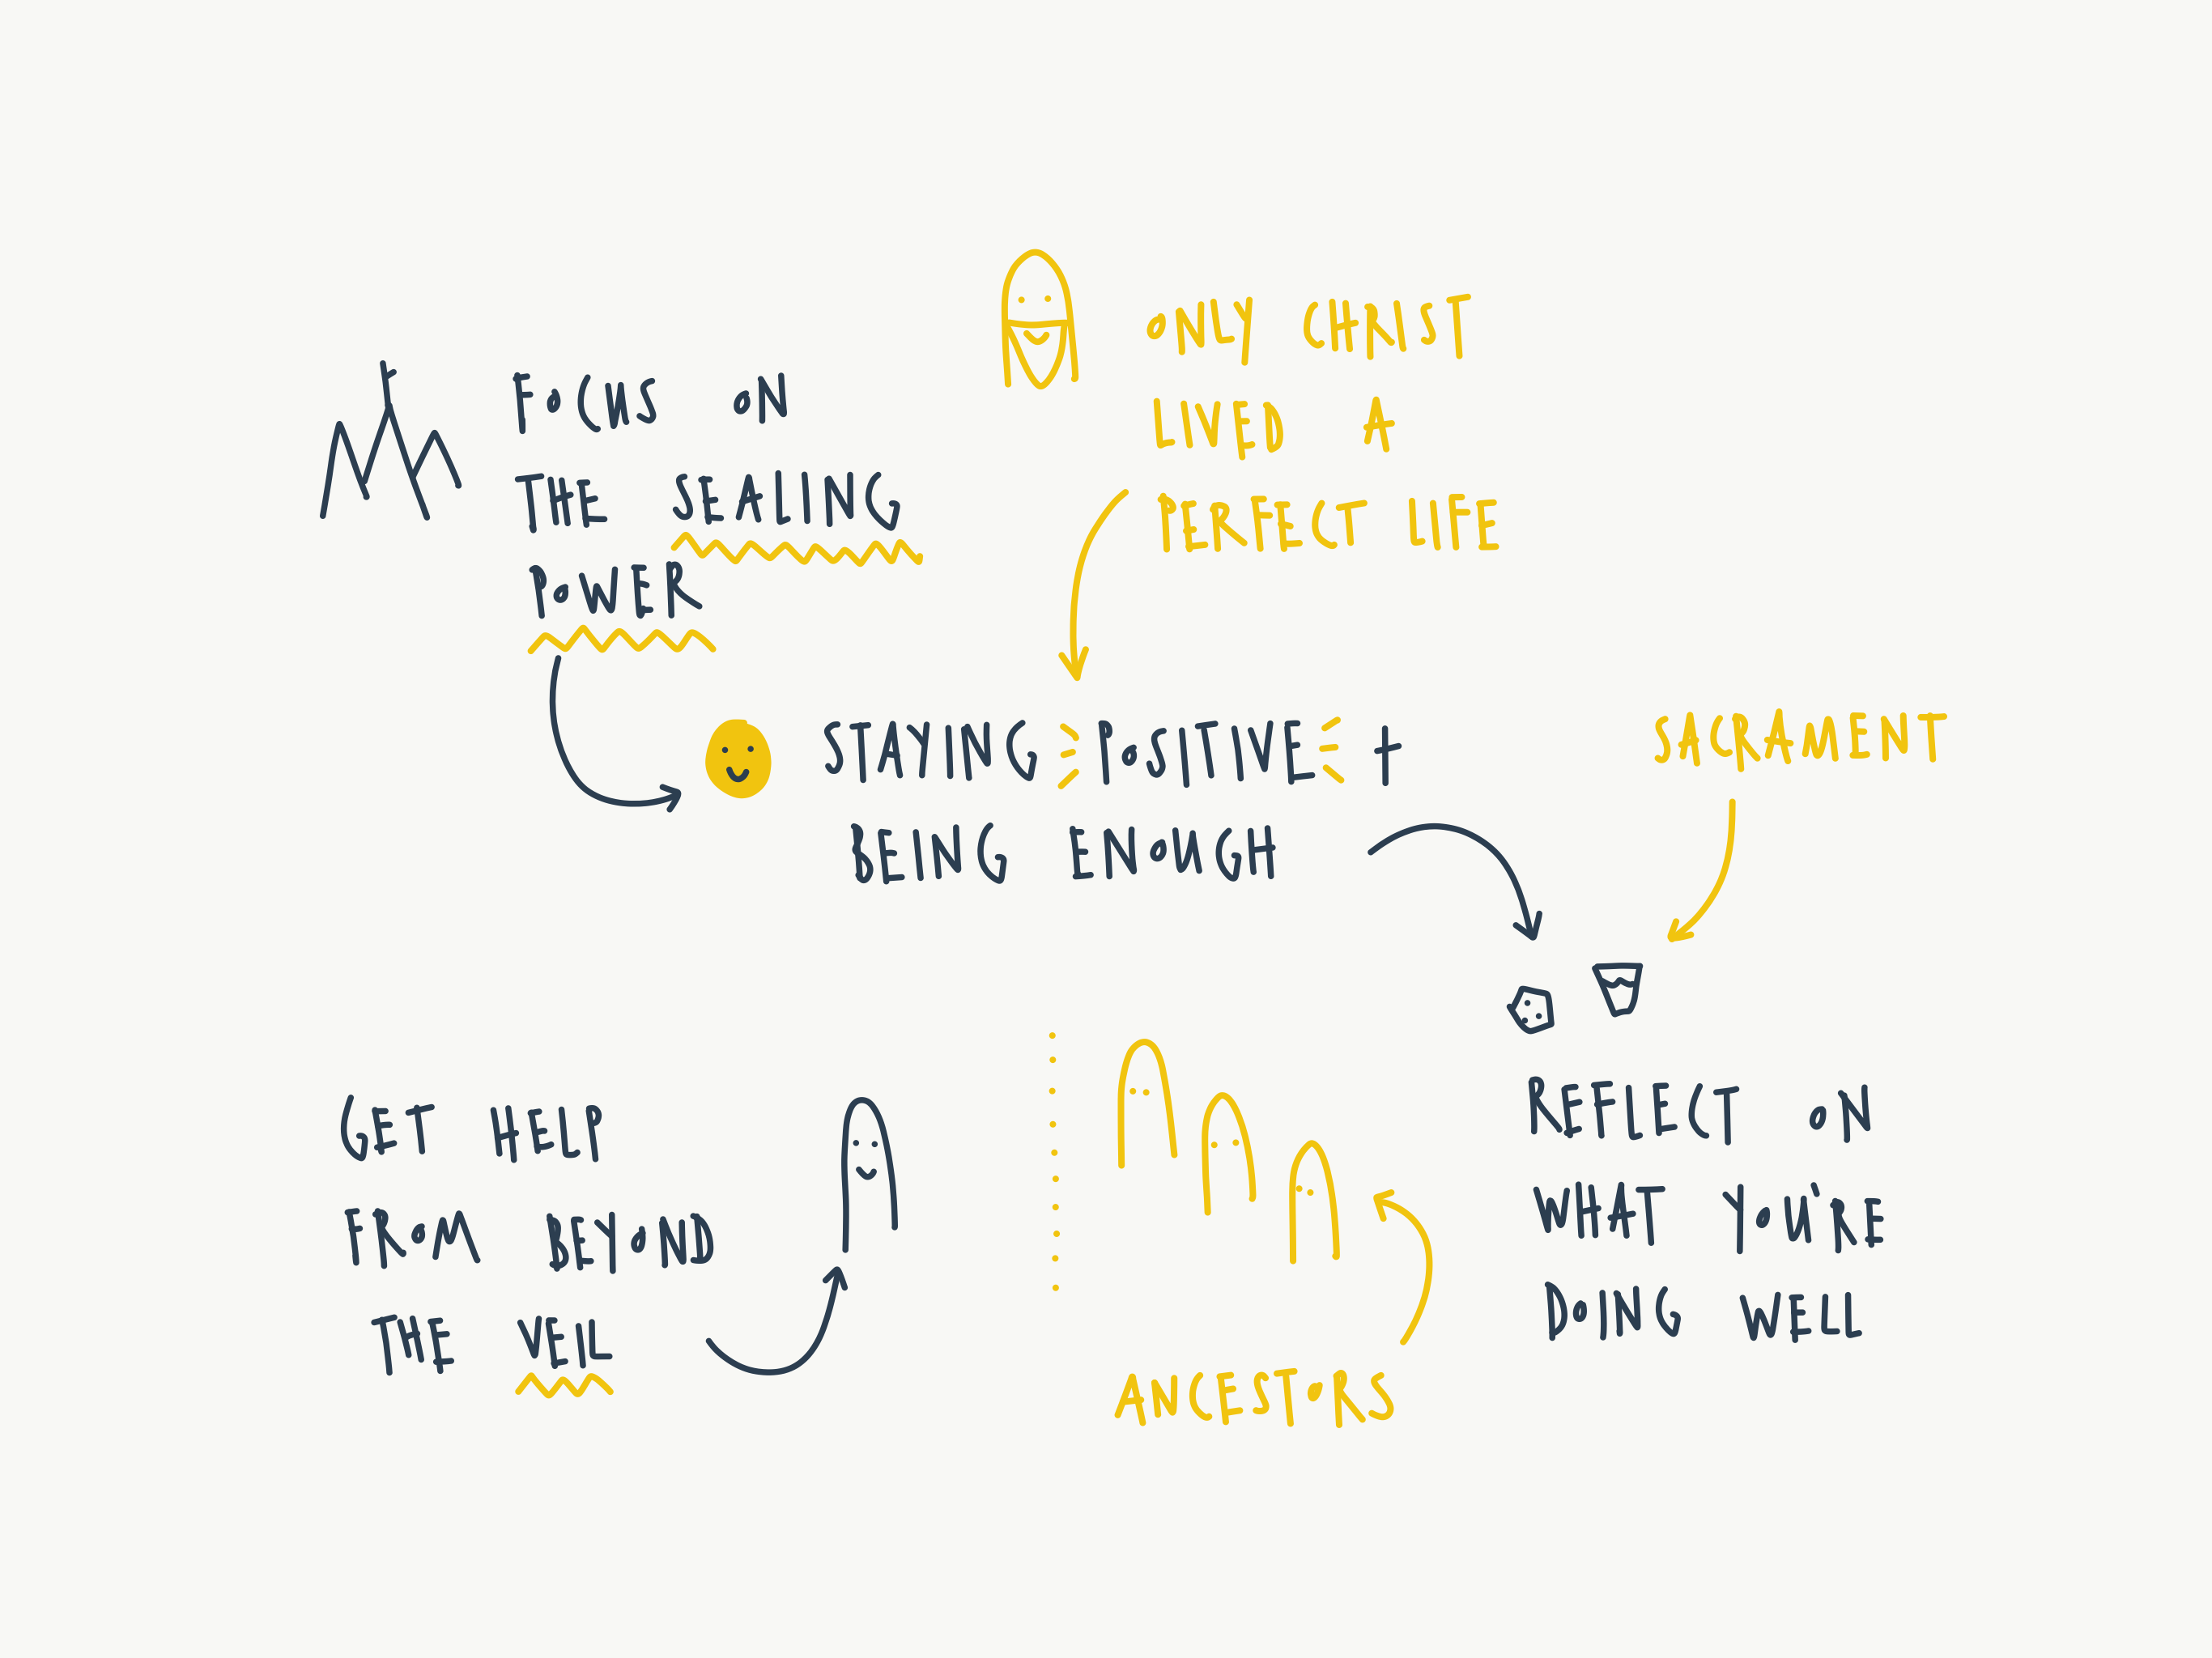 FOCUS ON
THE SEALING
POWER
ONLY CHRIST
LIVED A
PERFECT LIFE
STAYING POSITIVE +
BEING ENOUGH
SACRAMENT
GET HELP
FROM BEYOND
THE VEIL
ANCESTORS
REFLECT ON
WHAT YOU'RE
DOING WELL